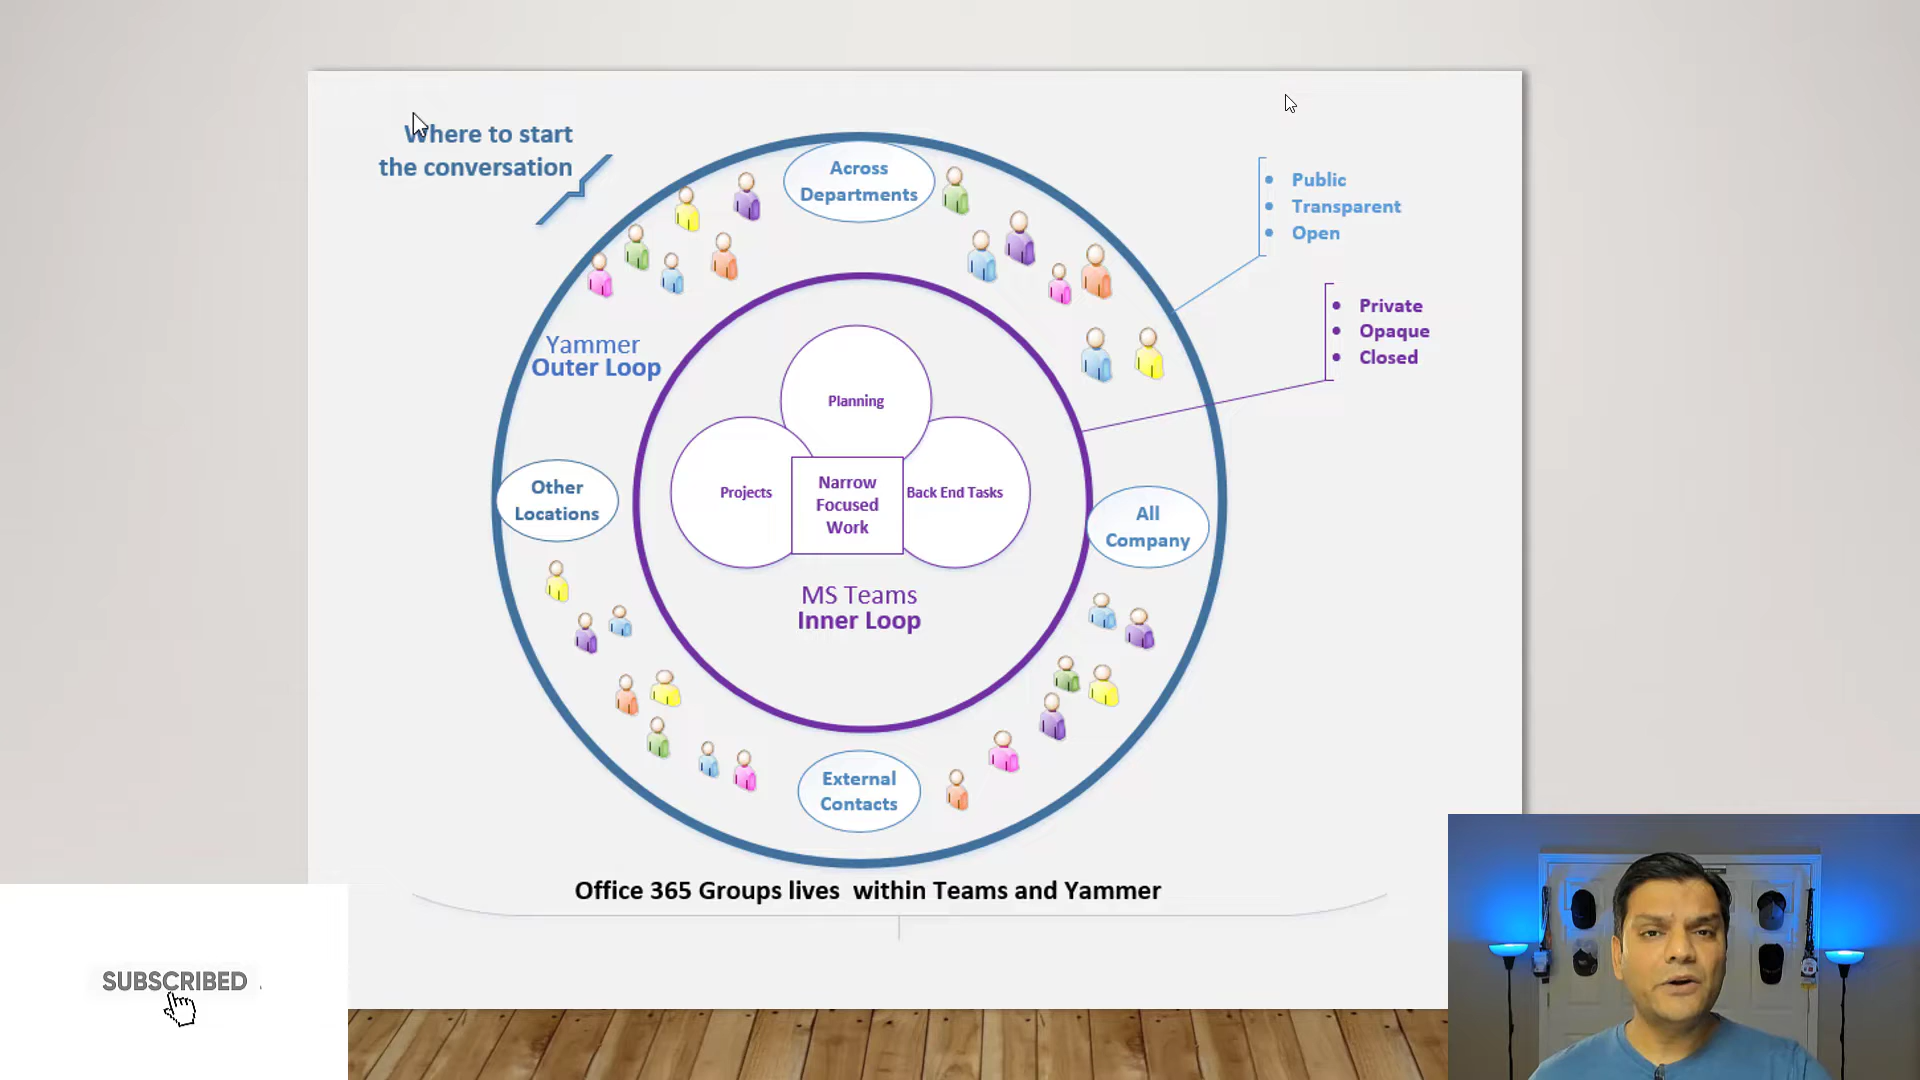 Where to start
the conversation
Across
Departments
Public
Transparent
Open
Private
Opaque
Closed
Yammer
Outer Loop
Planning
Projects
Narrow
Focused
Work
Back End Tasks
Other
Locations
All
Company
MS Teams
Inner Loop
External
Contacts
Office 365 Groups lives within Teams and Yammer
SUBSCRIBED